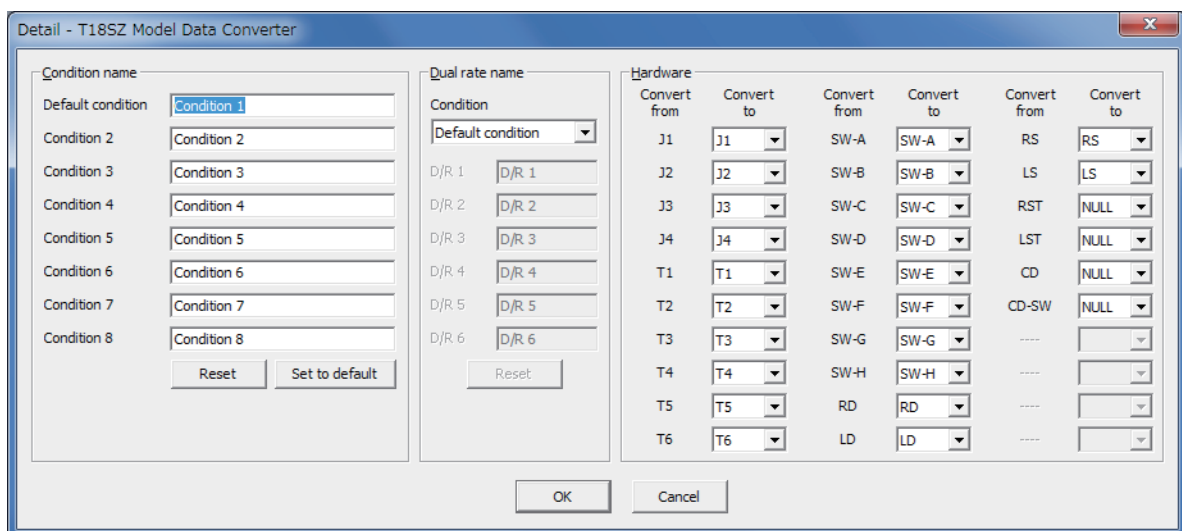 Detail - T18SZ Model Data Converter
x
Condition name
Default condition Condition 1
Condition 2 Condition 2
Condition 3 Condition 3
Condition 4 Condition 4
Condition 5 Condition 5
Condition 6 Condition 6
Condition 7 Condition 7
Condition 8 Condition 8
Reset Set to default
Dual rate name
Condition
Default condition
D/R 1 D/R 1
D/R 2 D/R 2
D/R 3 D/R 3
D/R 4 D/R 4
D/R 5 D/R 5
D/R 6 D/R 6
Reset
Hardware
Convert Convert Convert Convert Convert Convert
from to from to from to
J1 J1 SW-A SW-A RS RS
J2 J2 SW-B SW-B LS LS
J3 J3 SW-C SW-C RST NULL
J4 J4 SW-D SW-D LST NULL
T1 T1 SW-E SW-E CD NULL
T2 T2 SW-F SW-F CD-SW NULL
T3 T3 SW-G SW-G ----
T4 T4 SW-H SW-H ----
T5 T5 RD RD ----
T6 T6 LD LD ----
OK Cancel